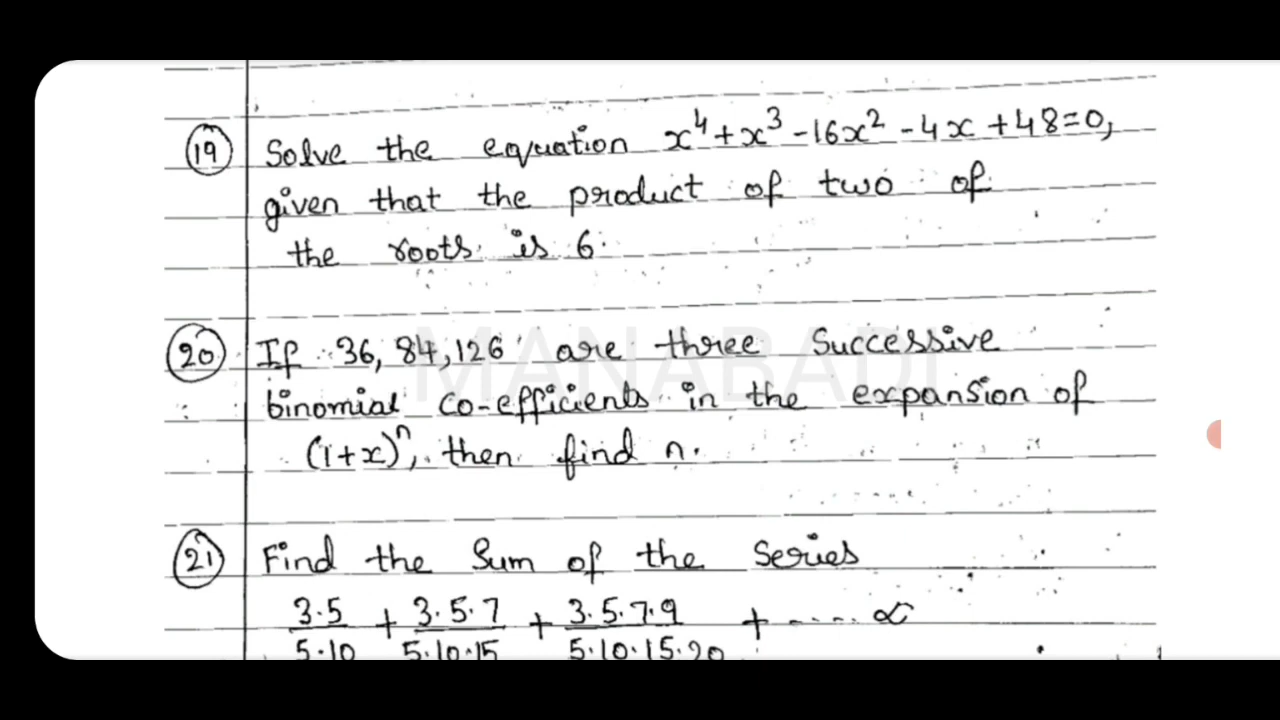 19 Solve the equation x⁴+x³-16x²-4x+48=0,
given that the product of two of
the roots is 6.
20 If 36, 84, 126 are three Successive
binomial co-efficients in the expansion of
(1+x)ⁿ, then find n.
21 Find the Sum of the series
3.5/5.10 + 3.5.7/5.10.15 + 3.5.7.9/5.10.15.20 + ..... ∝
MANABADI